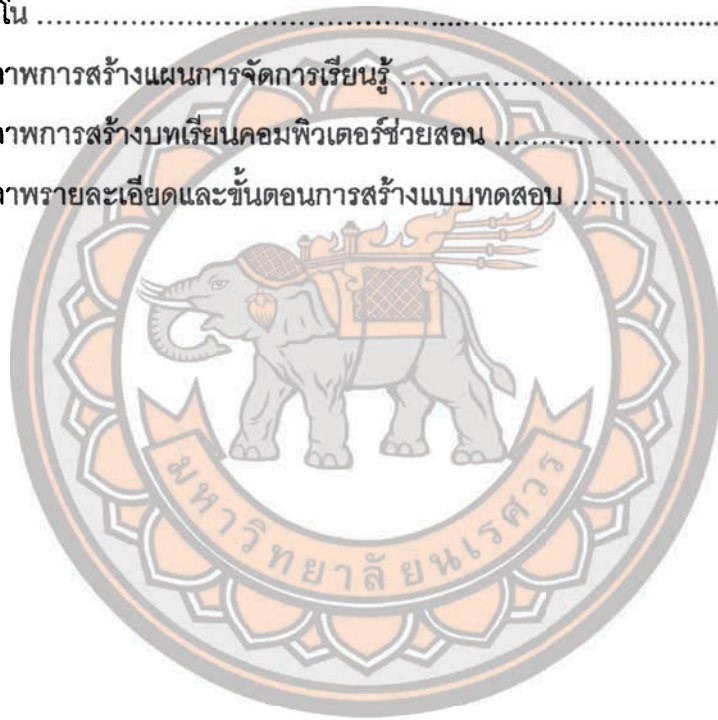 โน ........................................................................
าพการสร้างแผนการจัดการเรียนรู้ ........................................
าพการสร้างบทเรียนคอมพิวเตอร์ช่วยสอน ............................
าพรายละเอียดและขั้นตอนการสร้างแบบทดสอบ ..................
มหาวิทยาลัยนเรศวร